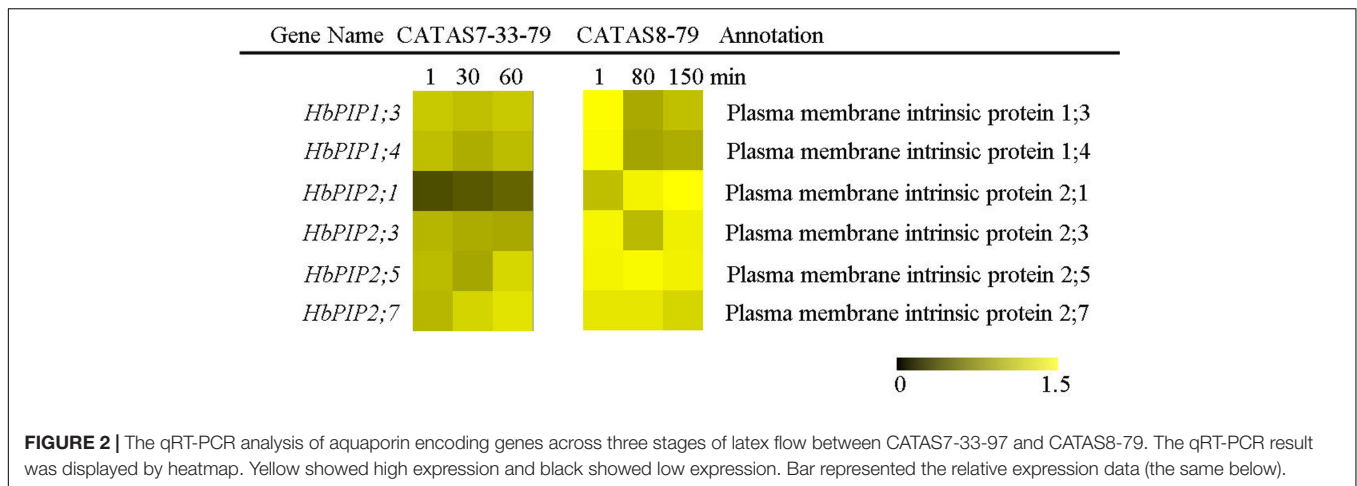 Gene Name CATAS7-33-79 CATAS8-79 Annotation
1 30 60 1 80 150 min
HbPIP1;3 Plasma membrane intrinsic protein 1;3
HbPIP1;4 Plasma membrane intrinsic protein 1;4
HbPIP2;1 Plasma membrane intrinsic protein 2;1
HbPIP2;3 Plasma membrane intrinsic protein 2;3
HbPIP2;5 Plasma membrane intrinsic protein 2;5
HbPIP2;7 Plasma membrane intrinsic protein 2;7
0 1.5
FIGURE 2 | The qRT-PCR analysis of aquaporin encoding genes across three stages of latex flow between CATAS7-33-97 and CATAS8-79. The qRT-PCR result
was displayed by heatmap. Yellow showed high expression and black showed low expression. Bar represented the relative expression data (the same below).